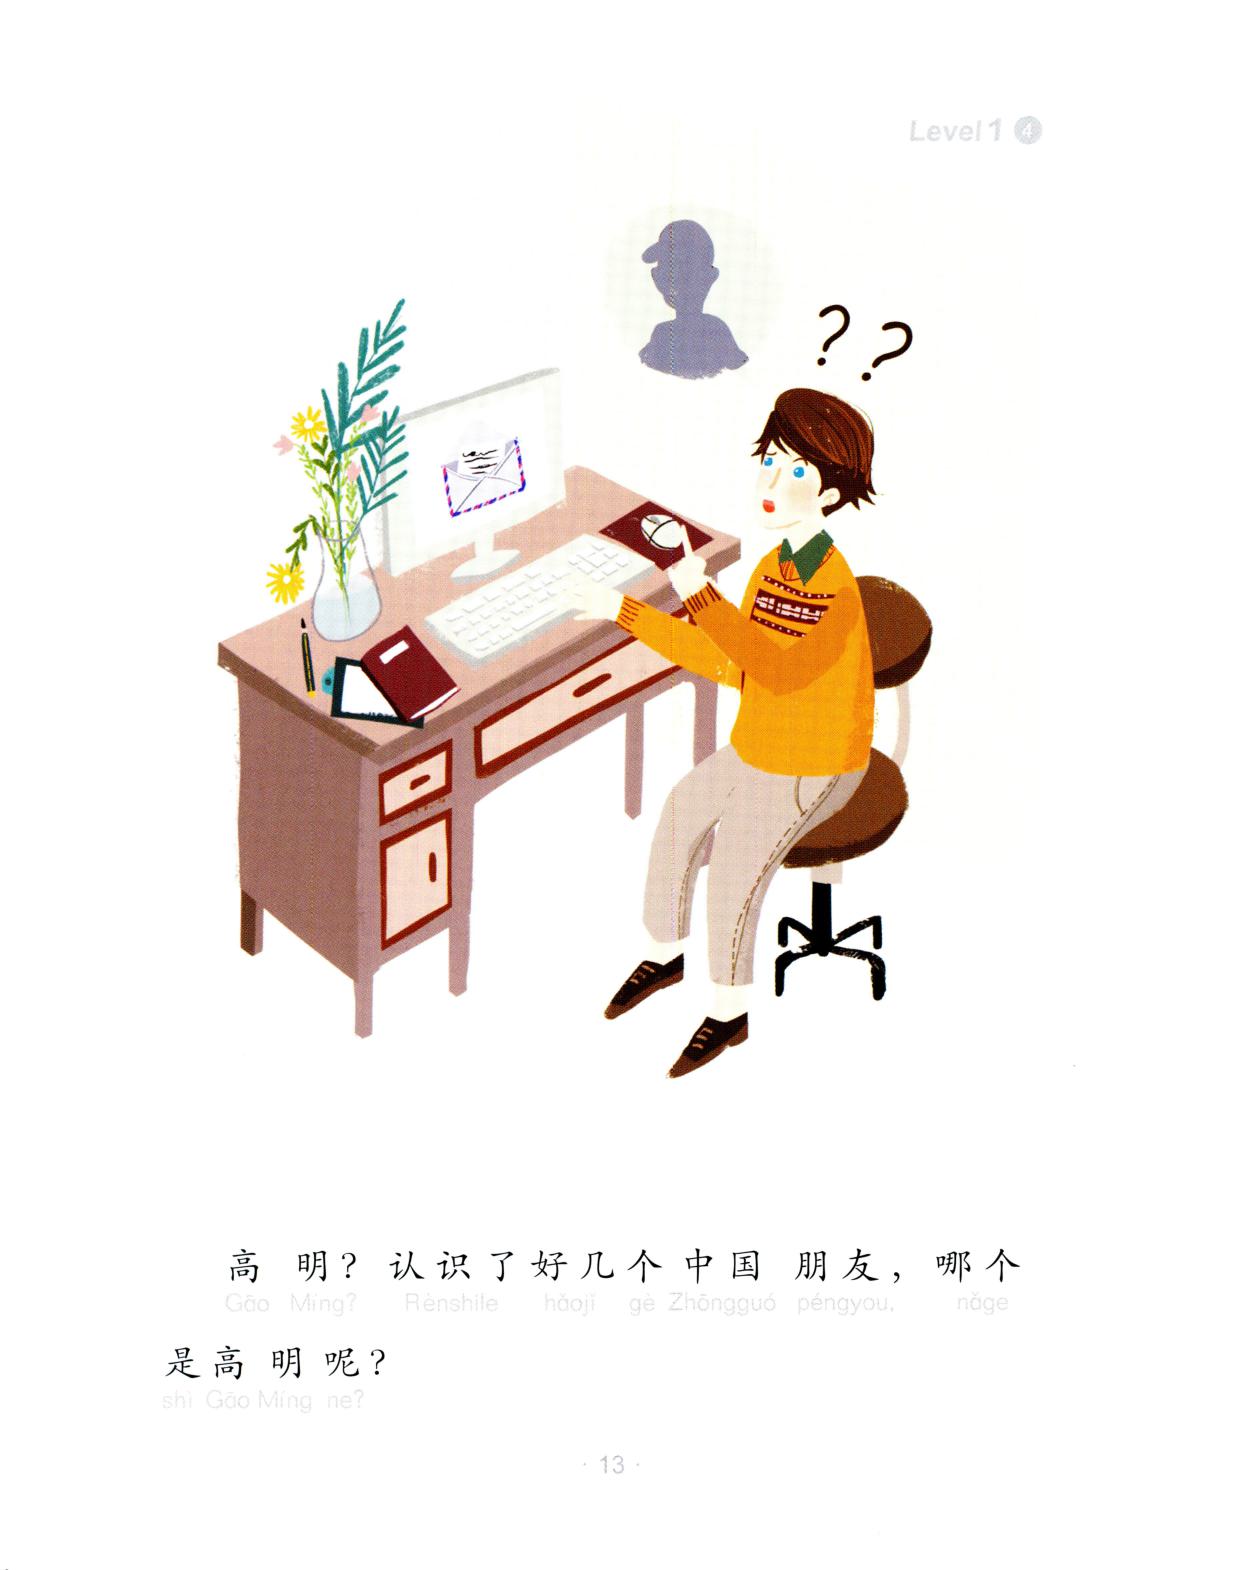 Level 1 4
? ?
高 明? 认识了好几个 中国 朋友, 哪个
Gāo Míng? Rènshile hǎojǐ gè Zhōngguó péngyou, nǎge
是高 明 呢?
shì Gāo Míng ne?
· 13 ·